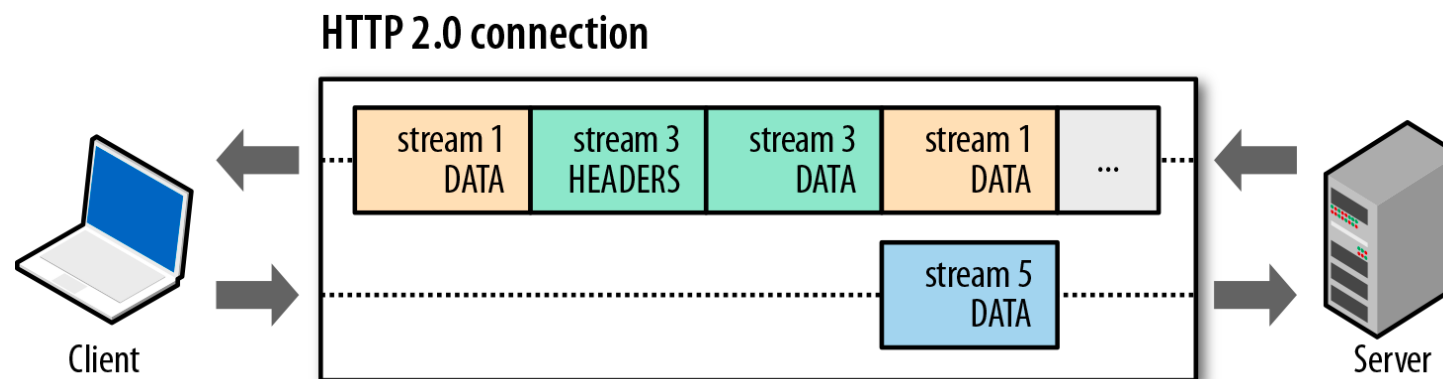 HTTP 2.0 connection
stream 1
DATA
stream 3
HEADERS
stream 3
DATA
stream 1
DATA
...
stream 5
DATA
Client
Server